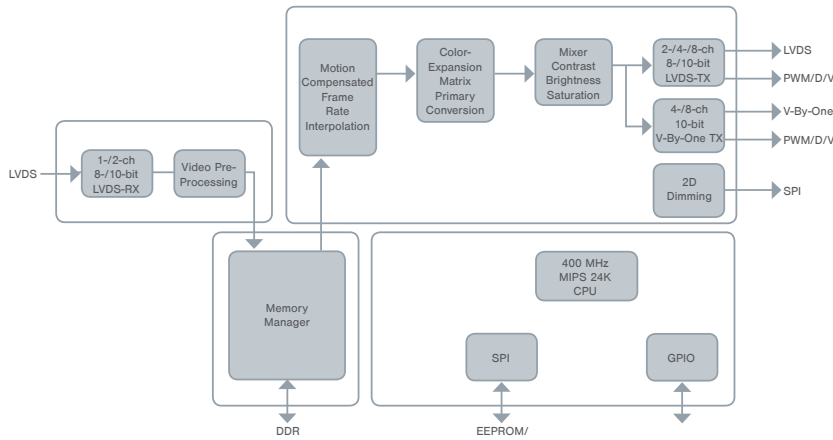 Motion
Compensated
Frame
Rate
Interpolation
Color-
Expansion
Matrix
Primary
Conversion
Mixer
Contrast
Brightness
Saturation
2-/4-/8-ch
8-/10-bit
LVDS-TX
LVDS
PWM/D/V
4-/8-ch
10-bit
V-By-One TX
V-By-One
PWM/D/V
LVDS
1-/2-ch
8-/10-bit
LVDS-RX
Video Pre-
Processing
2D
Dimming
SPI
Memory
Manager
400 MHz
MIPS 24K
CPU
SPI
GPIO
DDR
EEPROM/